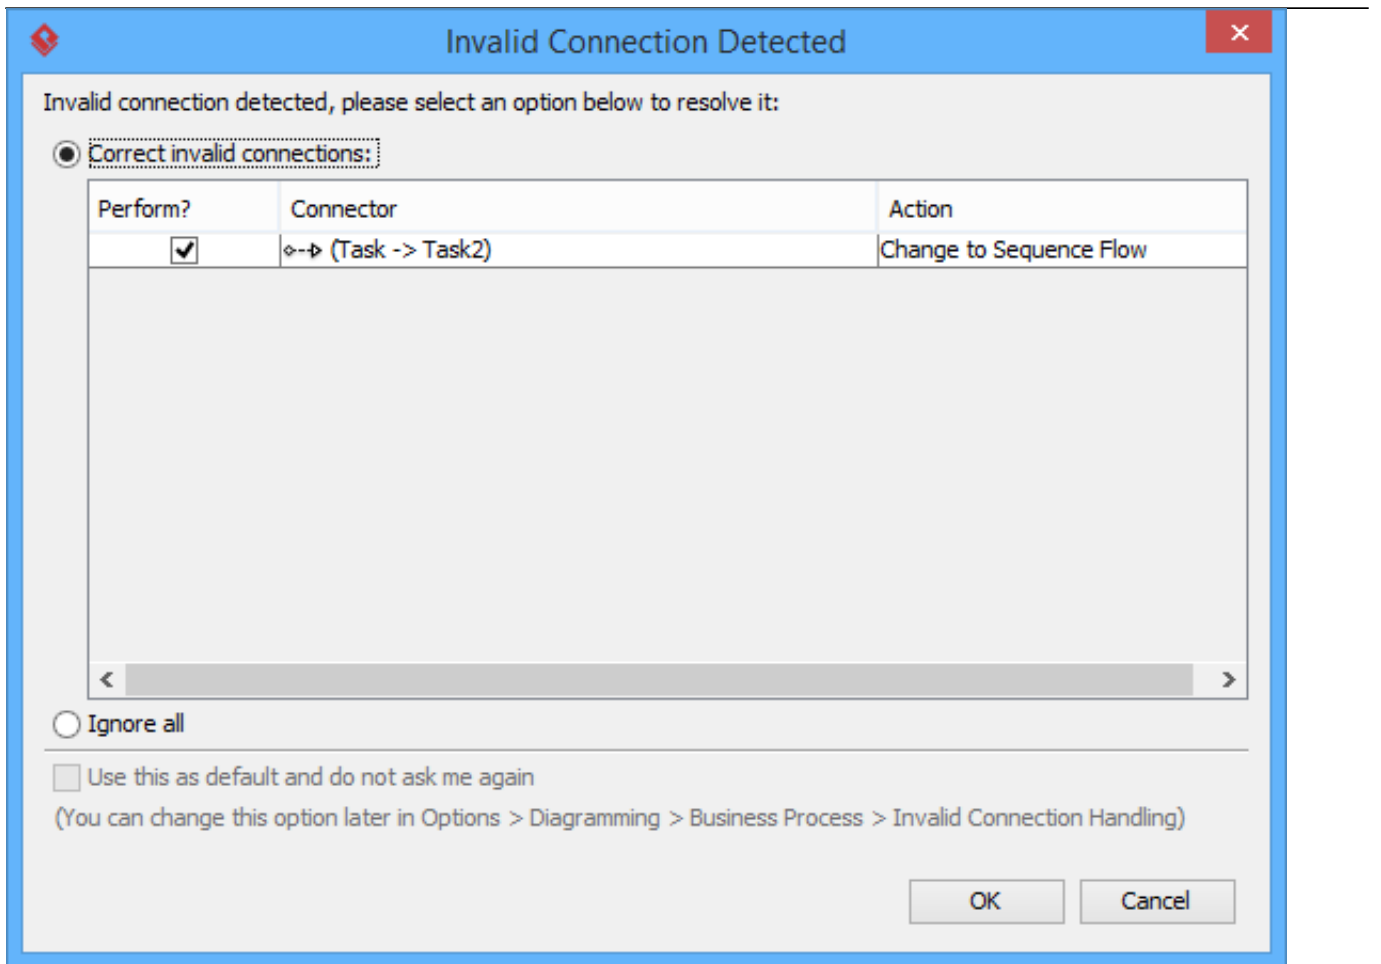 Invalid Connection Detected
Invalid connection detected, please select an option below to resolve it:
Correct invalid connections:
Perform? Connector Action
(Task -> Task2) Change to Sequence Flow
Ignore all
Use this as default and do not ask me again
(You can change this option later in Options > Diagramming > Business Process > Invalid Connection Handling)
OK Cancel